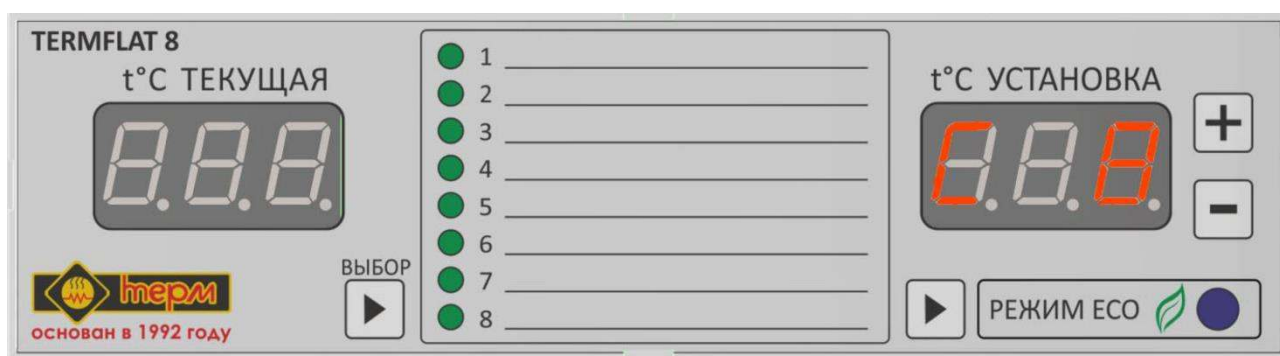 TERMFLAT 8
t°C ТЕКУЩАЯ
ВЫБОР
терм
основан в 1992 году
1
2
3
4
5
6
7
8
t°C УСТАНОВКА
C 8
+
-
РЕЖИМ ECO